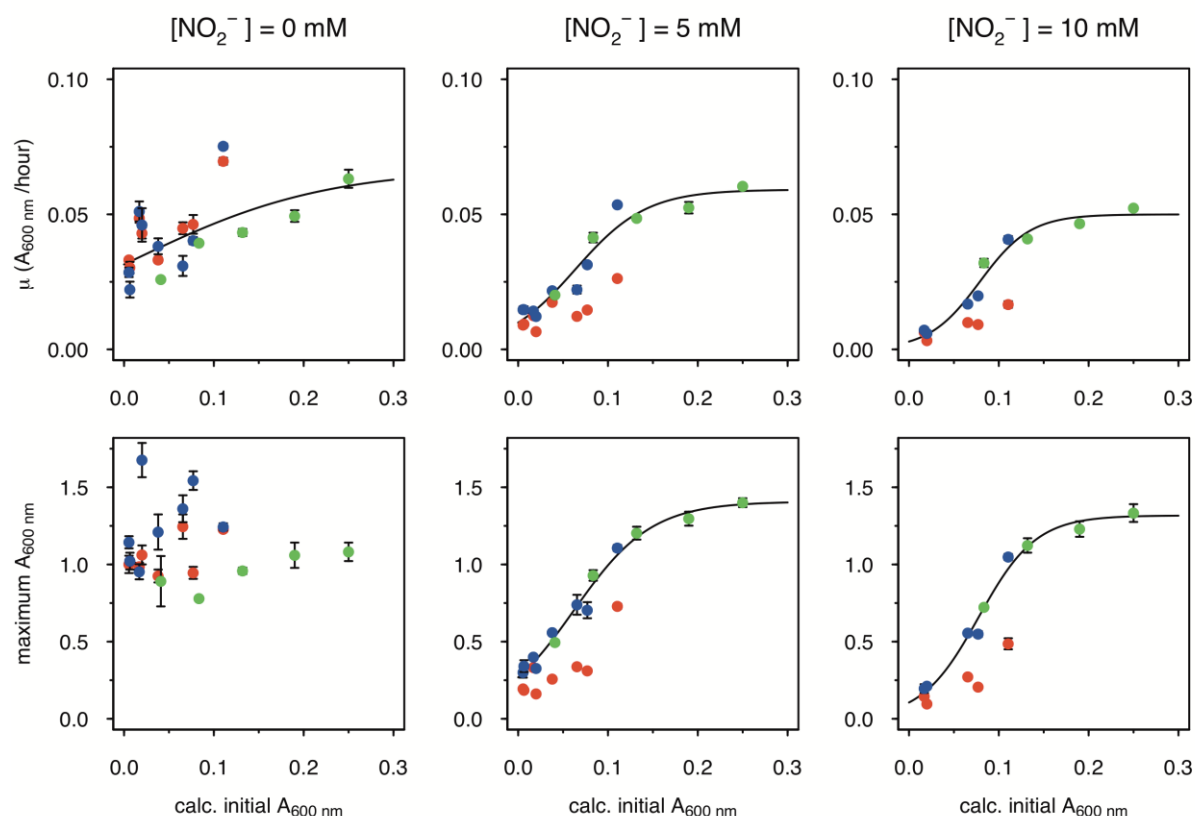 [NO₂⁻] = 0 mM [NO₂⁻] = 5 mM [NO₂⁻] = 10 mM
μ (A₆₀₀ ₙₘ /hour)
0.10 0.10 0.10
0.05 0.05 0.05
0.00 0.00 0.00
0.0 0.1 0.2 0.3 0.0 0.1 0.2 0.3 0.0 0.1 0.2 0.3
maximum A₆₀₀ ₙₘ
1.5 1.5 1.5
1.0 1.0 1.0
0.5 0.5 0.5
0.0 0.0 0.0
0.0 0.1 0.2 0.3 0.0 0.1 0.2 0.3 0.0 0.1 0.2 0.3
calc. initial A₆₀₀ ₙₘ calc. initial A₆₀₀ ₙₘ calc. initial A₆₀₀ ₙₘ